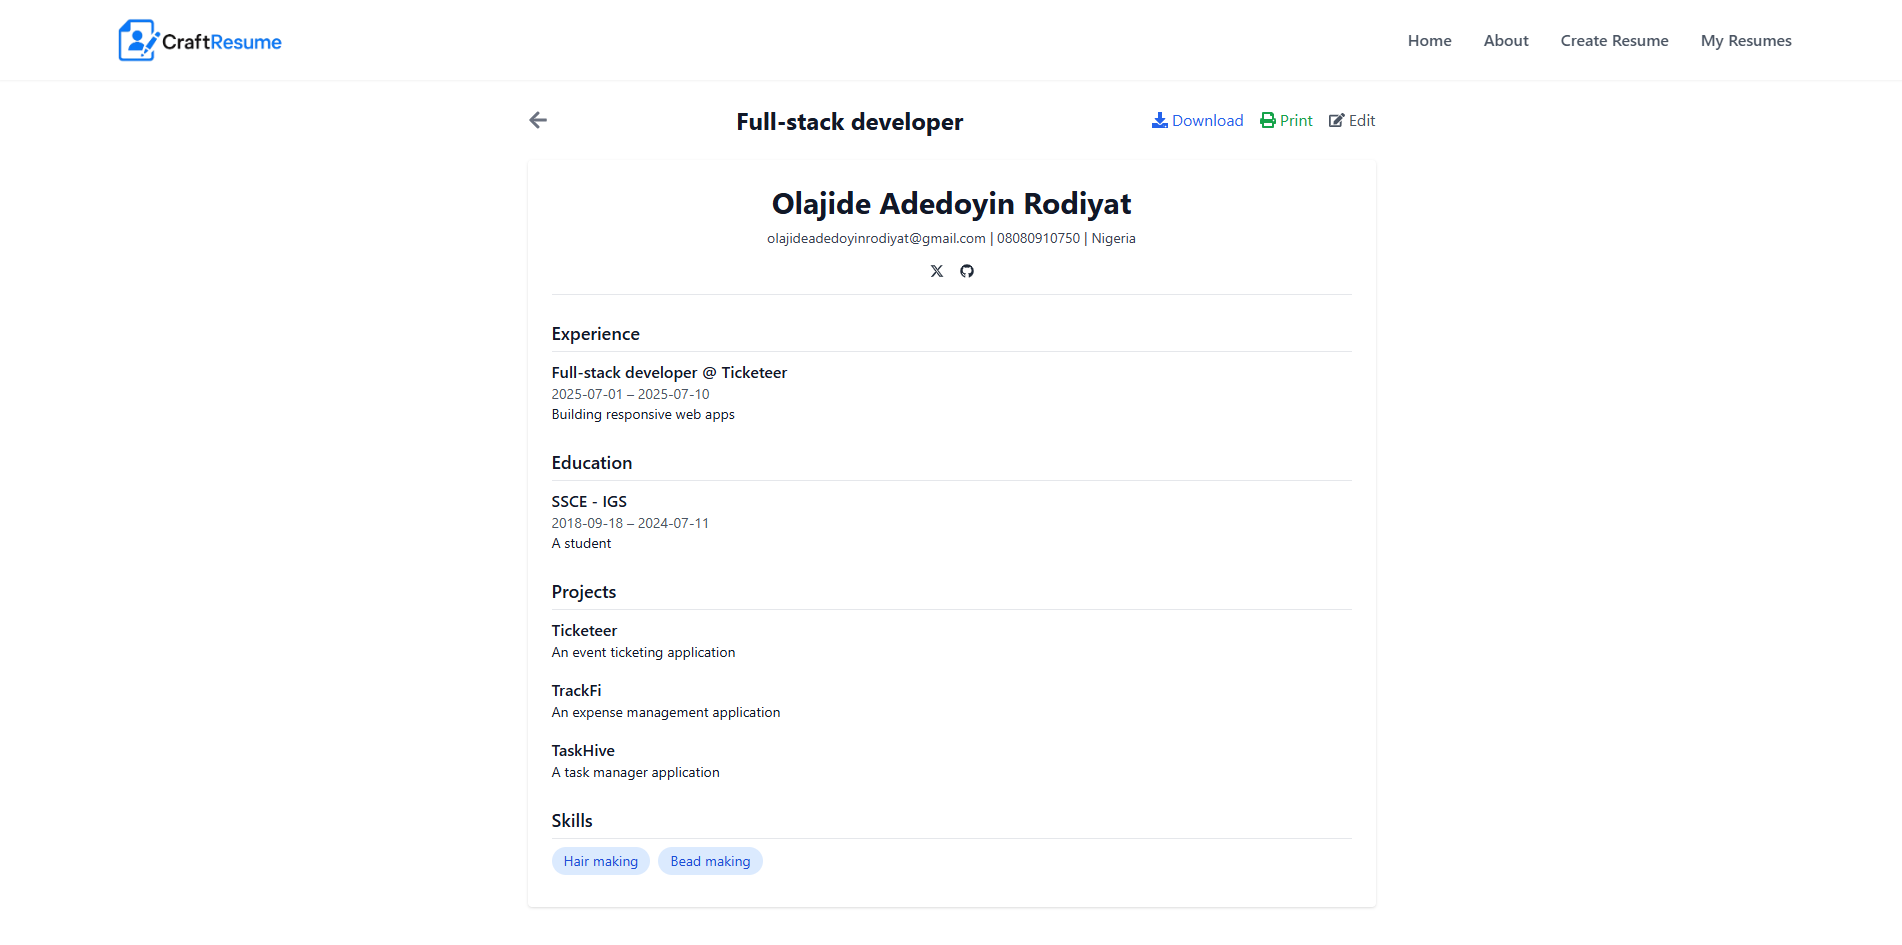 CraftResume
Home About Create Resume My Resumes
Full-stack developer
Download Print Edit
Olajide Adedoyin Rodiyat
olajideadedoyinrodiyat@gmail.com | 08080910750 | Nigeria
Experience
Full-stack developer @ Ticketeer
2025-07-01 – 2025-07-10
Building responsive web apps
Education
SSCE - IGS
2018-09-18 – 2024-07-11
A student
Projects
Ticketeer
An event ticketing application
TrackFi
An expense management application
TaskHive
A task manager application
Skills
Hair making Bead making